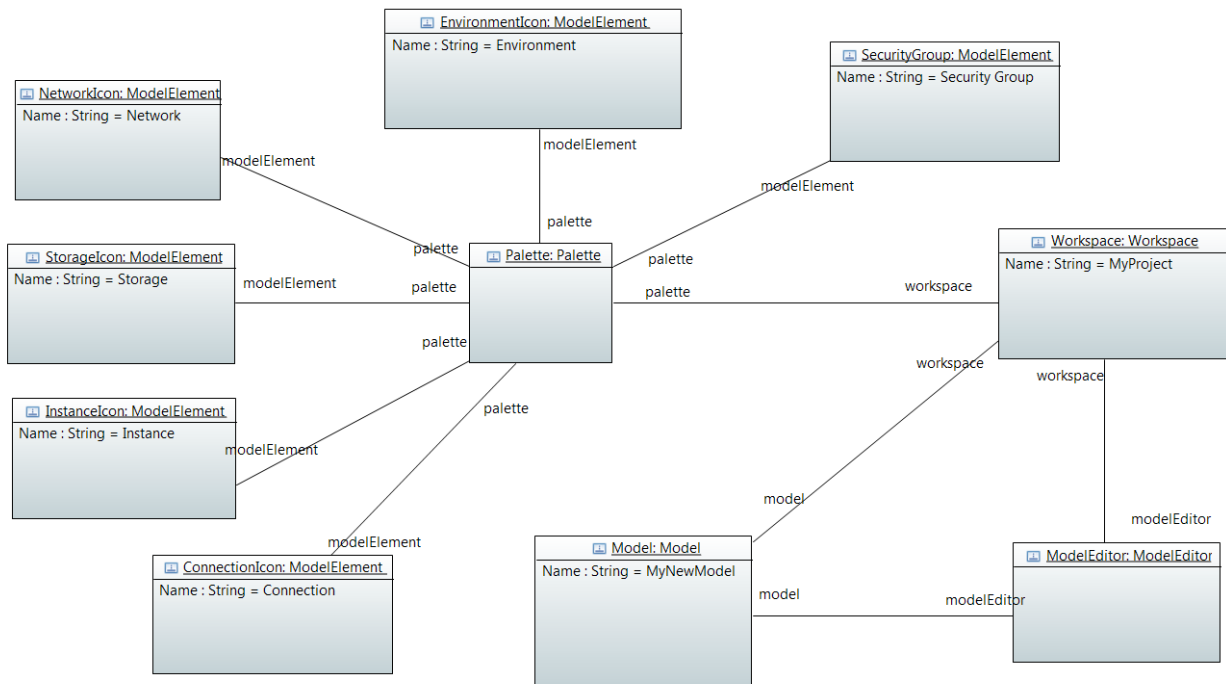 EnvironmentIcon: ModelElement
Name : String = Environment
SecurityGroup: ModelElement
Name : String = Security Group
NetworkIcon: ModelElement
Name : String = Network
modelElement
modelElement
modelElement
palette
palette
palette
Palette: Palette
StorageIcon: ModelElement
Name : String = Storage
modelElement
palette
palette
workspace
Workspace: Workspace
Name : String = MyProject
palette
workspace
workspace
InstanceIcon: ModelElement
Name : String = Instance
modelElement
palette
model
modelEditor
modelElement
ConnectionIcon: ModelElement
Name : String = Connection
Model: Model
Name : String = MyNewModel
model
modelEditor
ModelEditor: ModelEditor